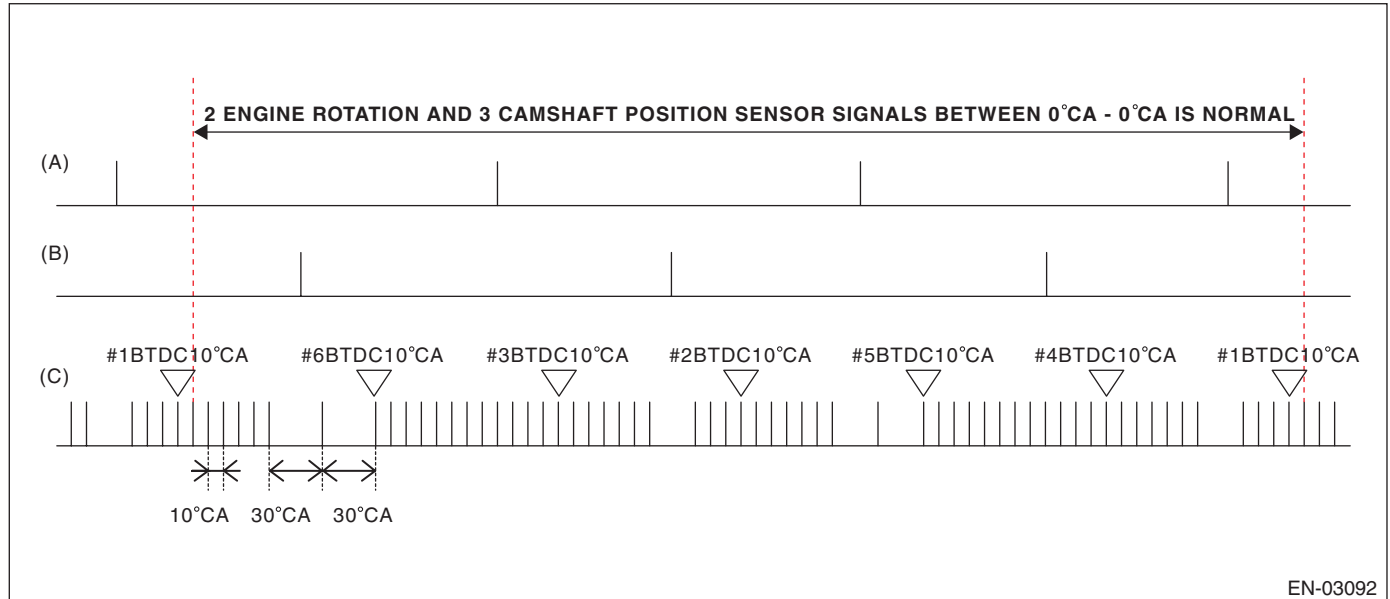 2 ENGINE ROTATION AND 3 CAMSHAFT POSITION SENSOR SIGNALS BETWEEN 0°CA - 0°CA IS NORMAL
(A)
(B)
#1BTDC10°CA #6BTDC10°CA #3BTDC10°CA #2BTDC10°CA #5BTDC10°CA #4BTDC10°CA #1BTDC10°CA
(C)
10°CA 30°CA 30°CA
EN-03092